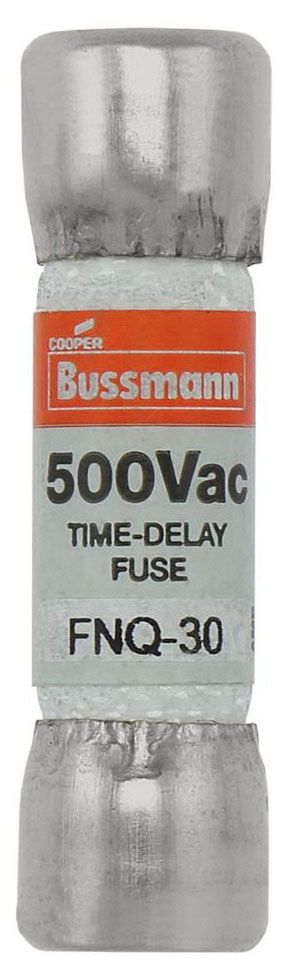 COOPER
Bussmann
500Vac
TIME-DELAY
FUSE
FNQ-30